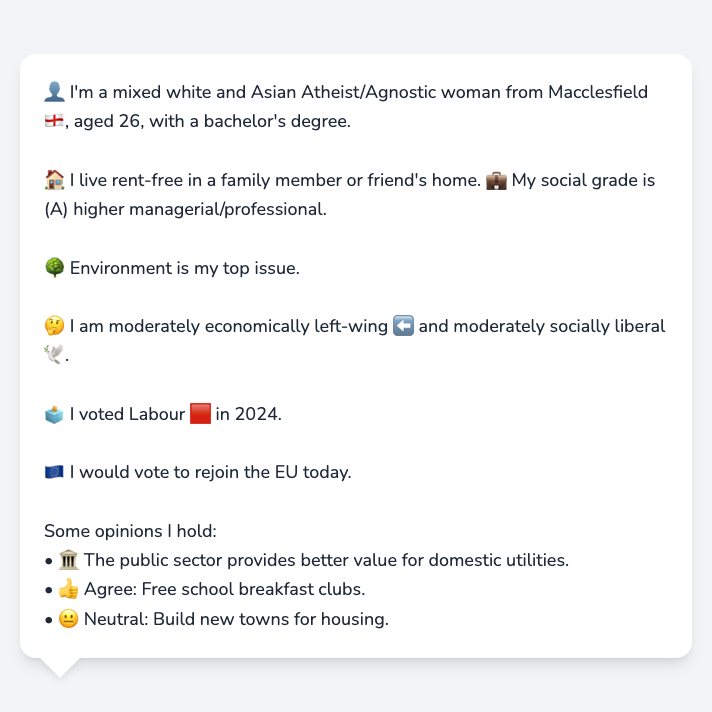 👤 I'm a mixed white and Asian Atheist/Agnostic woman from Macclesfield
🏴󠁧󠁢󠁥󠁮󠁧󠁿, aged 26, with a bachelor's degree.
🏠 I live rent-free in a family member or friend's home. 💼 My social grade is
(A) higher managerial/professional.
🌳 Environment is my top issue.
🤔 I am moderately economically left-wing ⬅️ and moderately socially liberal
🕊️.
🗳️ I voted Labour 🟥 in 2024.
🇪🇺 I would vote to rejoin the EU today.
Some opinions I hold:
• 🏛️ The public sector provides better value for domestic utilities.
• 👍 Agree: Free school breakfast clubs.
• 😐 Neutral: Build new towns for housing.